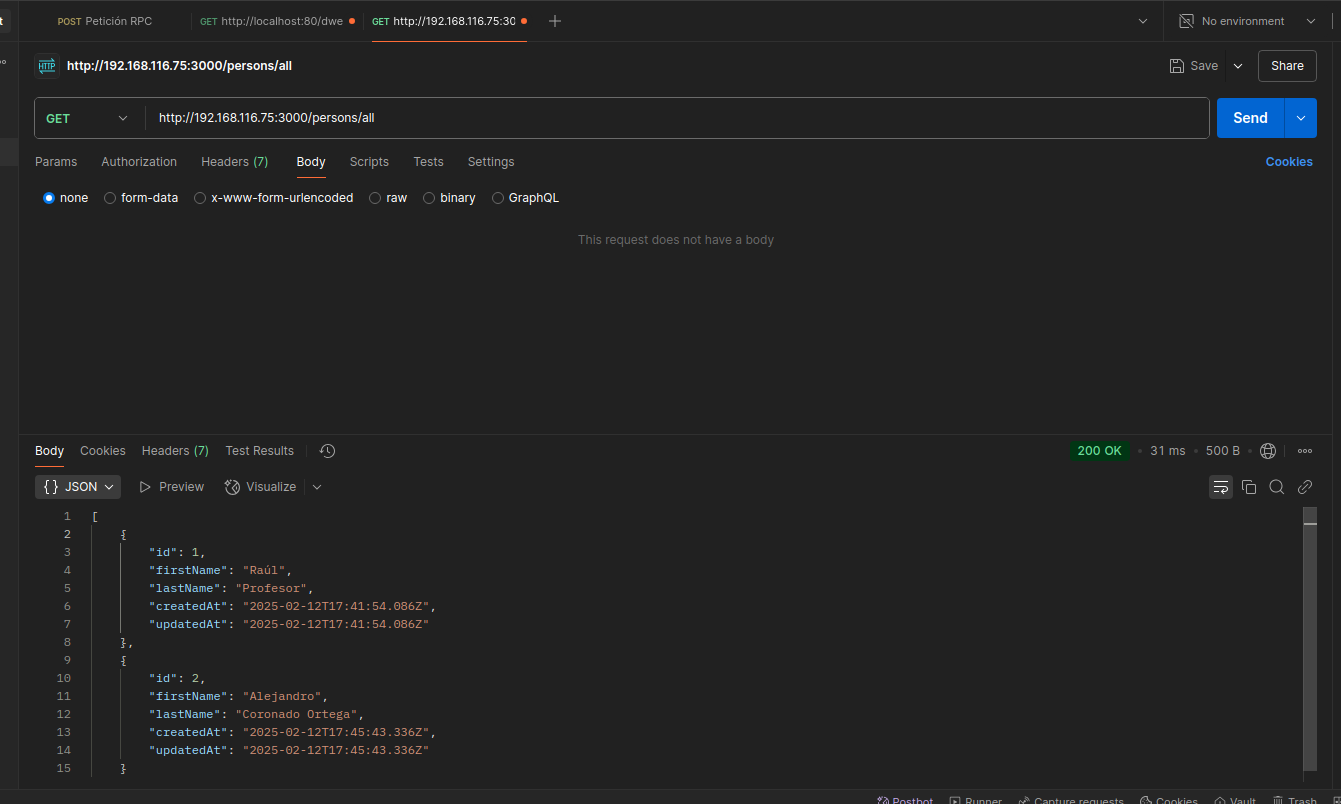 t POST Petición RPC GET http://localhost:80/dwe GET http://192.168.116.75:30 No environment
HTTP http://192.168.116.75:3000/persons/all Save Share
GET http://192.168.116.75:3000/persons/all Send
Params Authorization Headers (7) Body Scripts Tests Settings Cookies
none form-data x-www-form-urlencoded raw binary GraphQL
This request does not have a body
Body Cookies Headers (7) Test Results 200 OK • 31 ms • 500 B •
{} JSON Preview Visualize
1 [
2 {
3 "id": 1,
4 "firstName": "Raúl",
5 "lastName": "Profesor",
6 "createdAt": "2025-02-12T17:41:54.086Z",
7 "updatedAt": "2025-02-12T17:41:54.086Z"
8 },
9 {
10 "id": 2,
11 "firstName": "Alejandro",
12 "lastName": "Coronado Ortega",
13 "createdAt": "2025-02-12T17:45:43.336Z",
14 "updatedAt": "2025-02-12T17:45:43.336Z"
15 }
Postbot Runner Capture requests Cookies Vault Trash